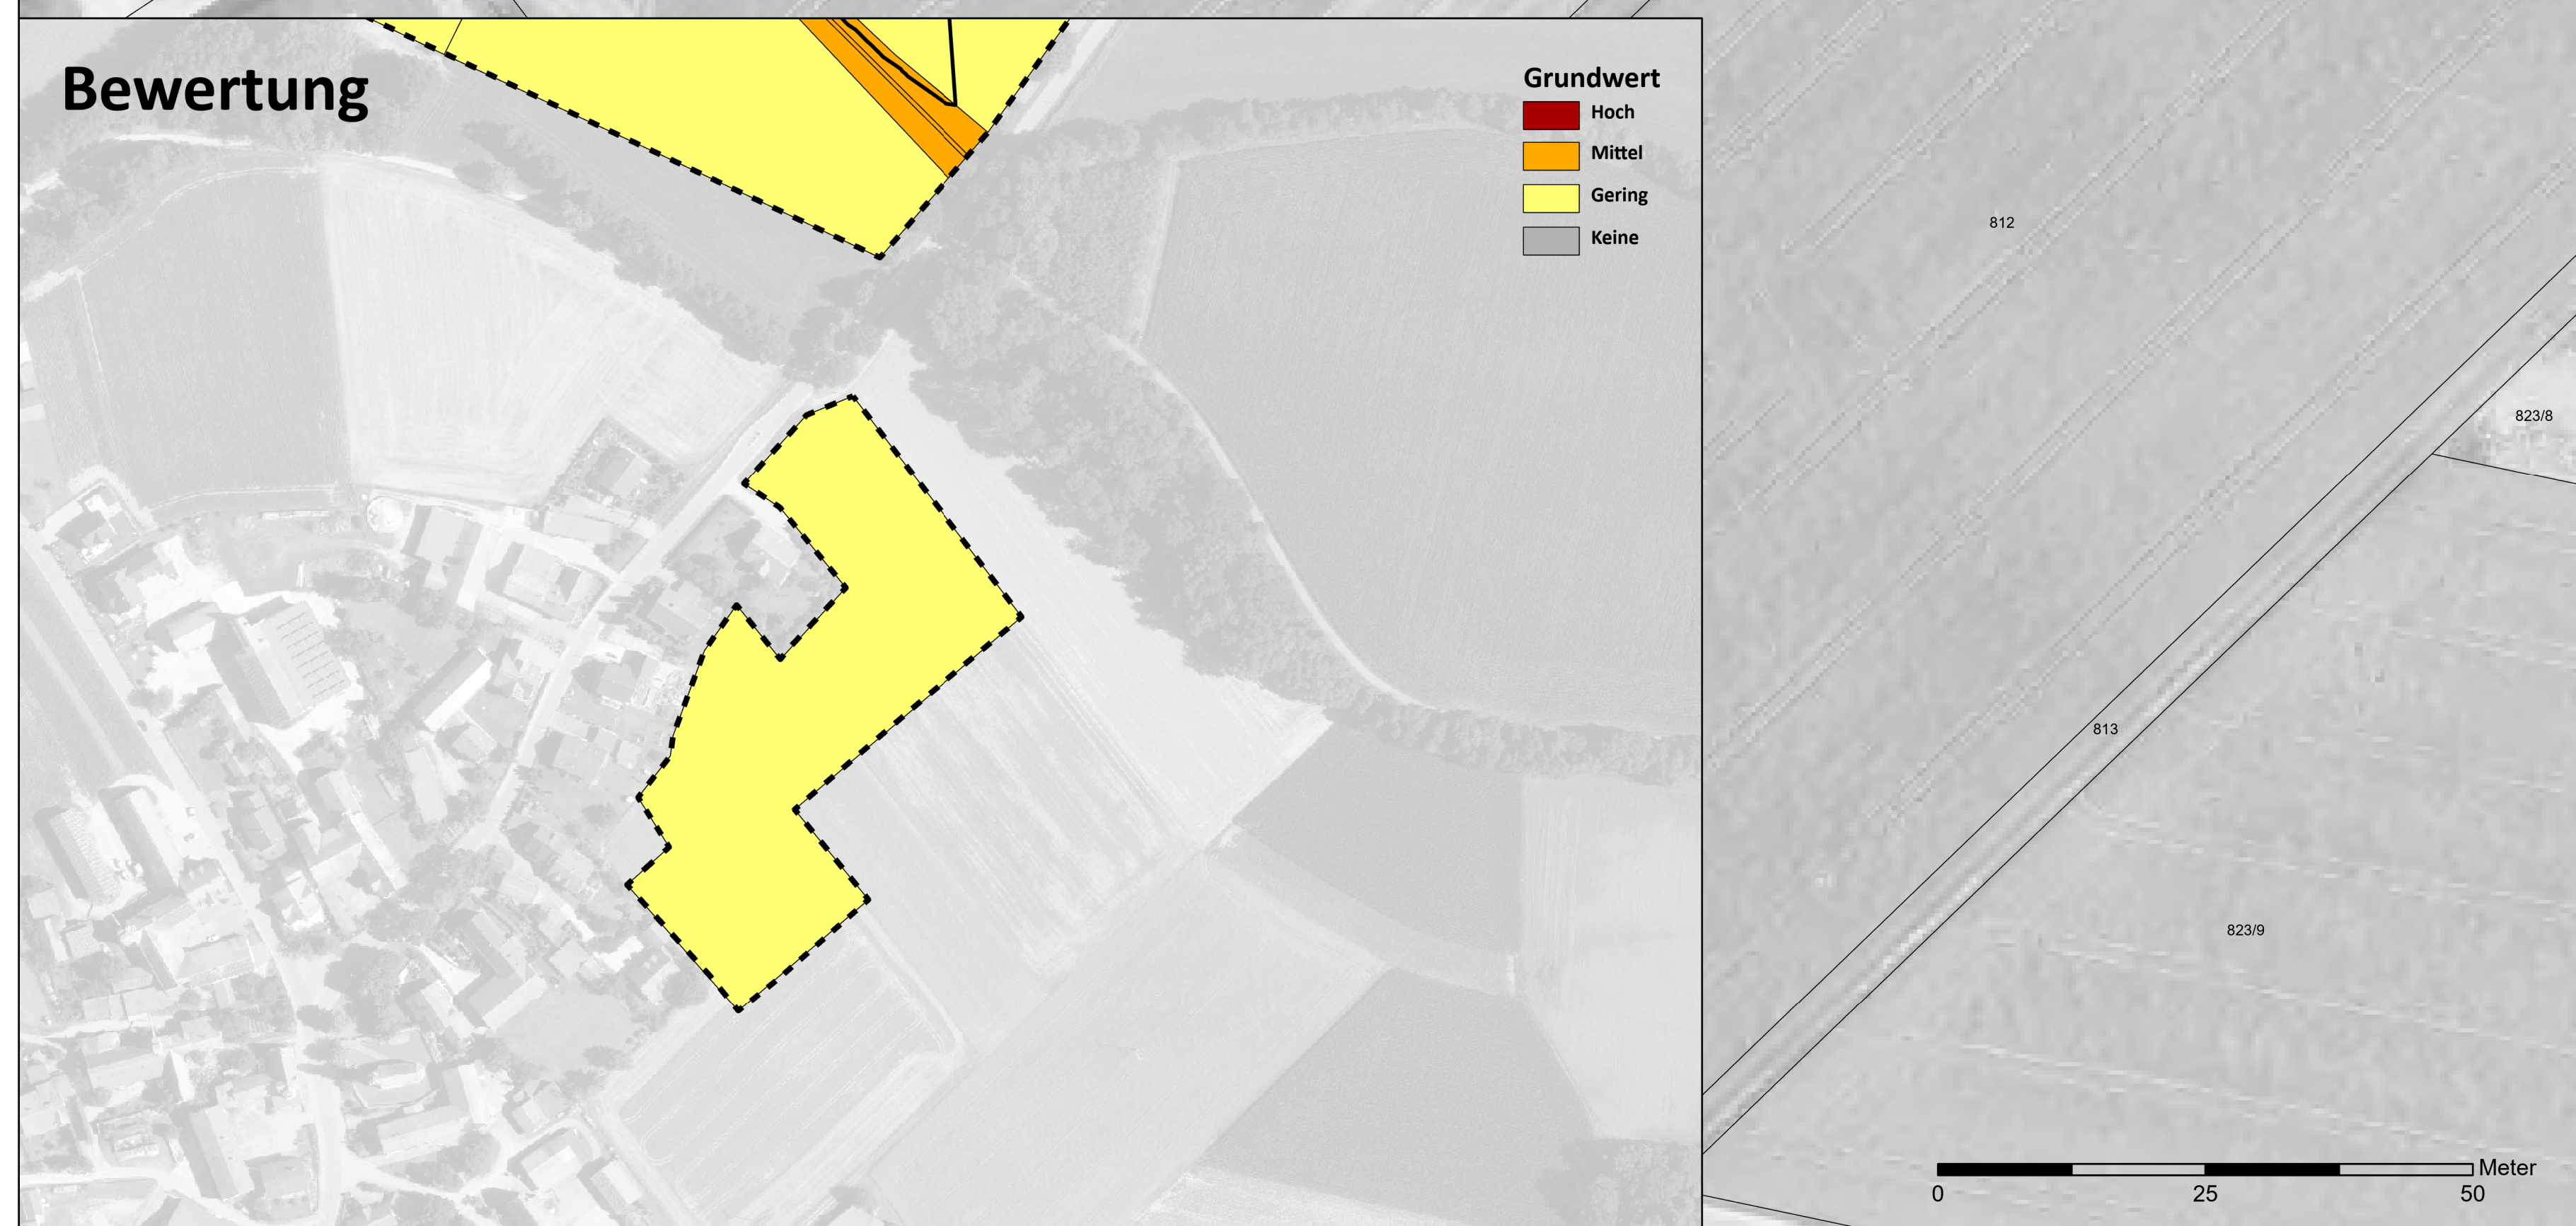 Bewertung
Grundwert
Hoch
Mittel
Gering
Keine
812
823/8
813
823/9
Meter
0 25 50